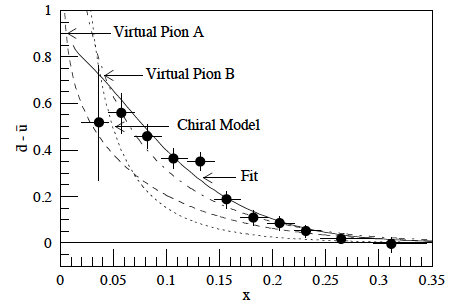 1
Virtual Pion A
0.8
Virtual Pion B
0.6
Chiral Model
0.4
d̄ - ū
Fit
0.2
0
0 0.05 0.1 0.15 0.2 0.25 0.3 0.35
x